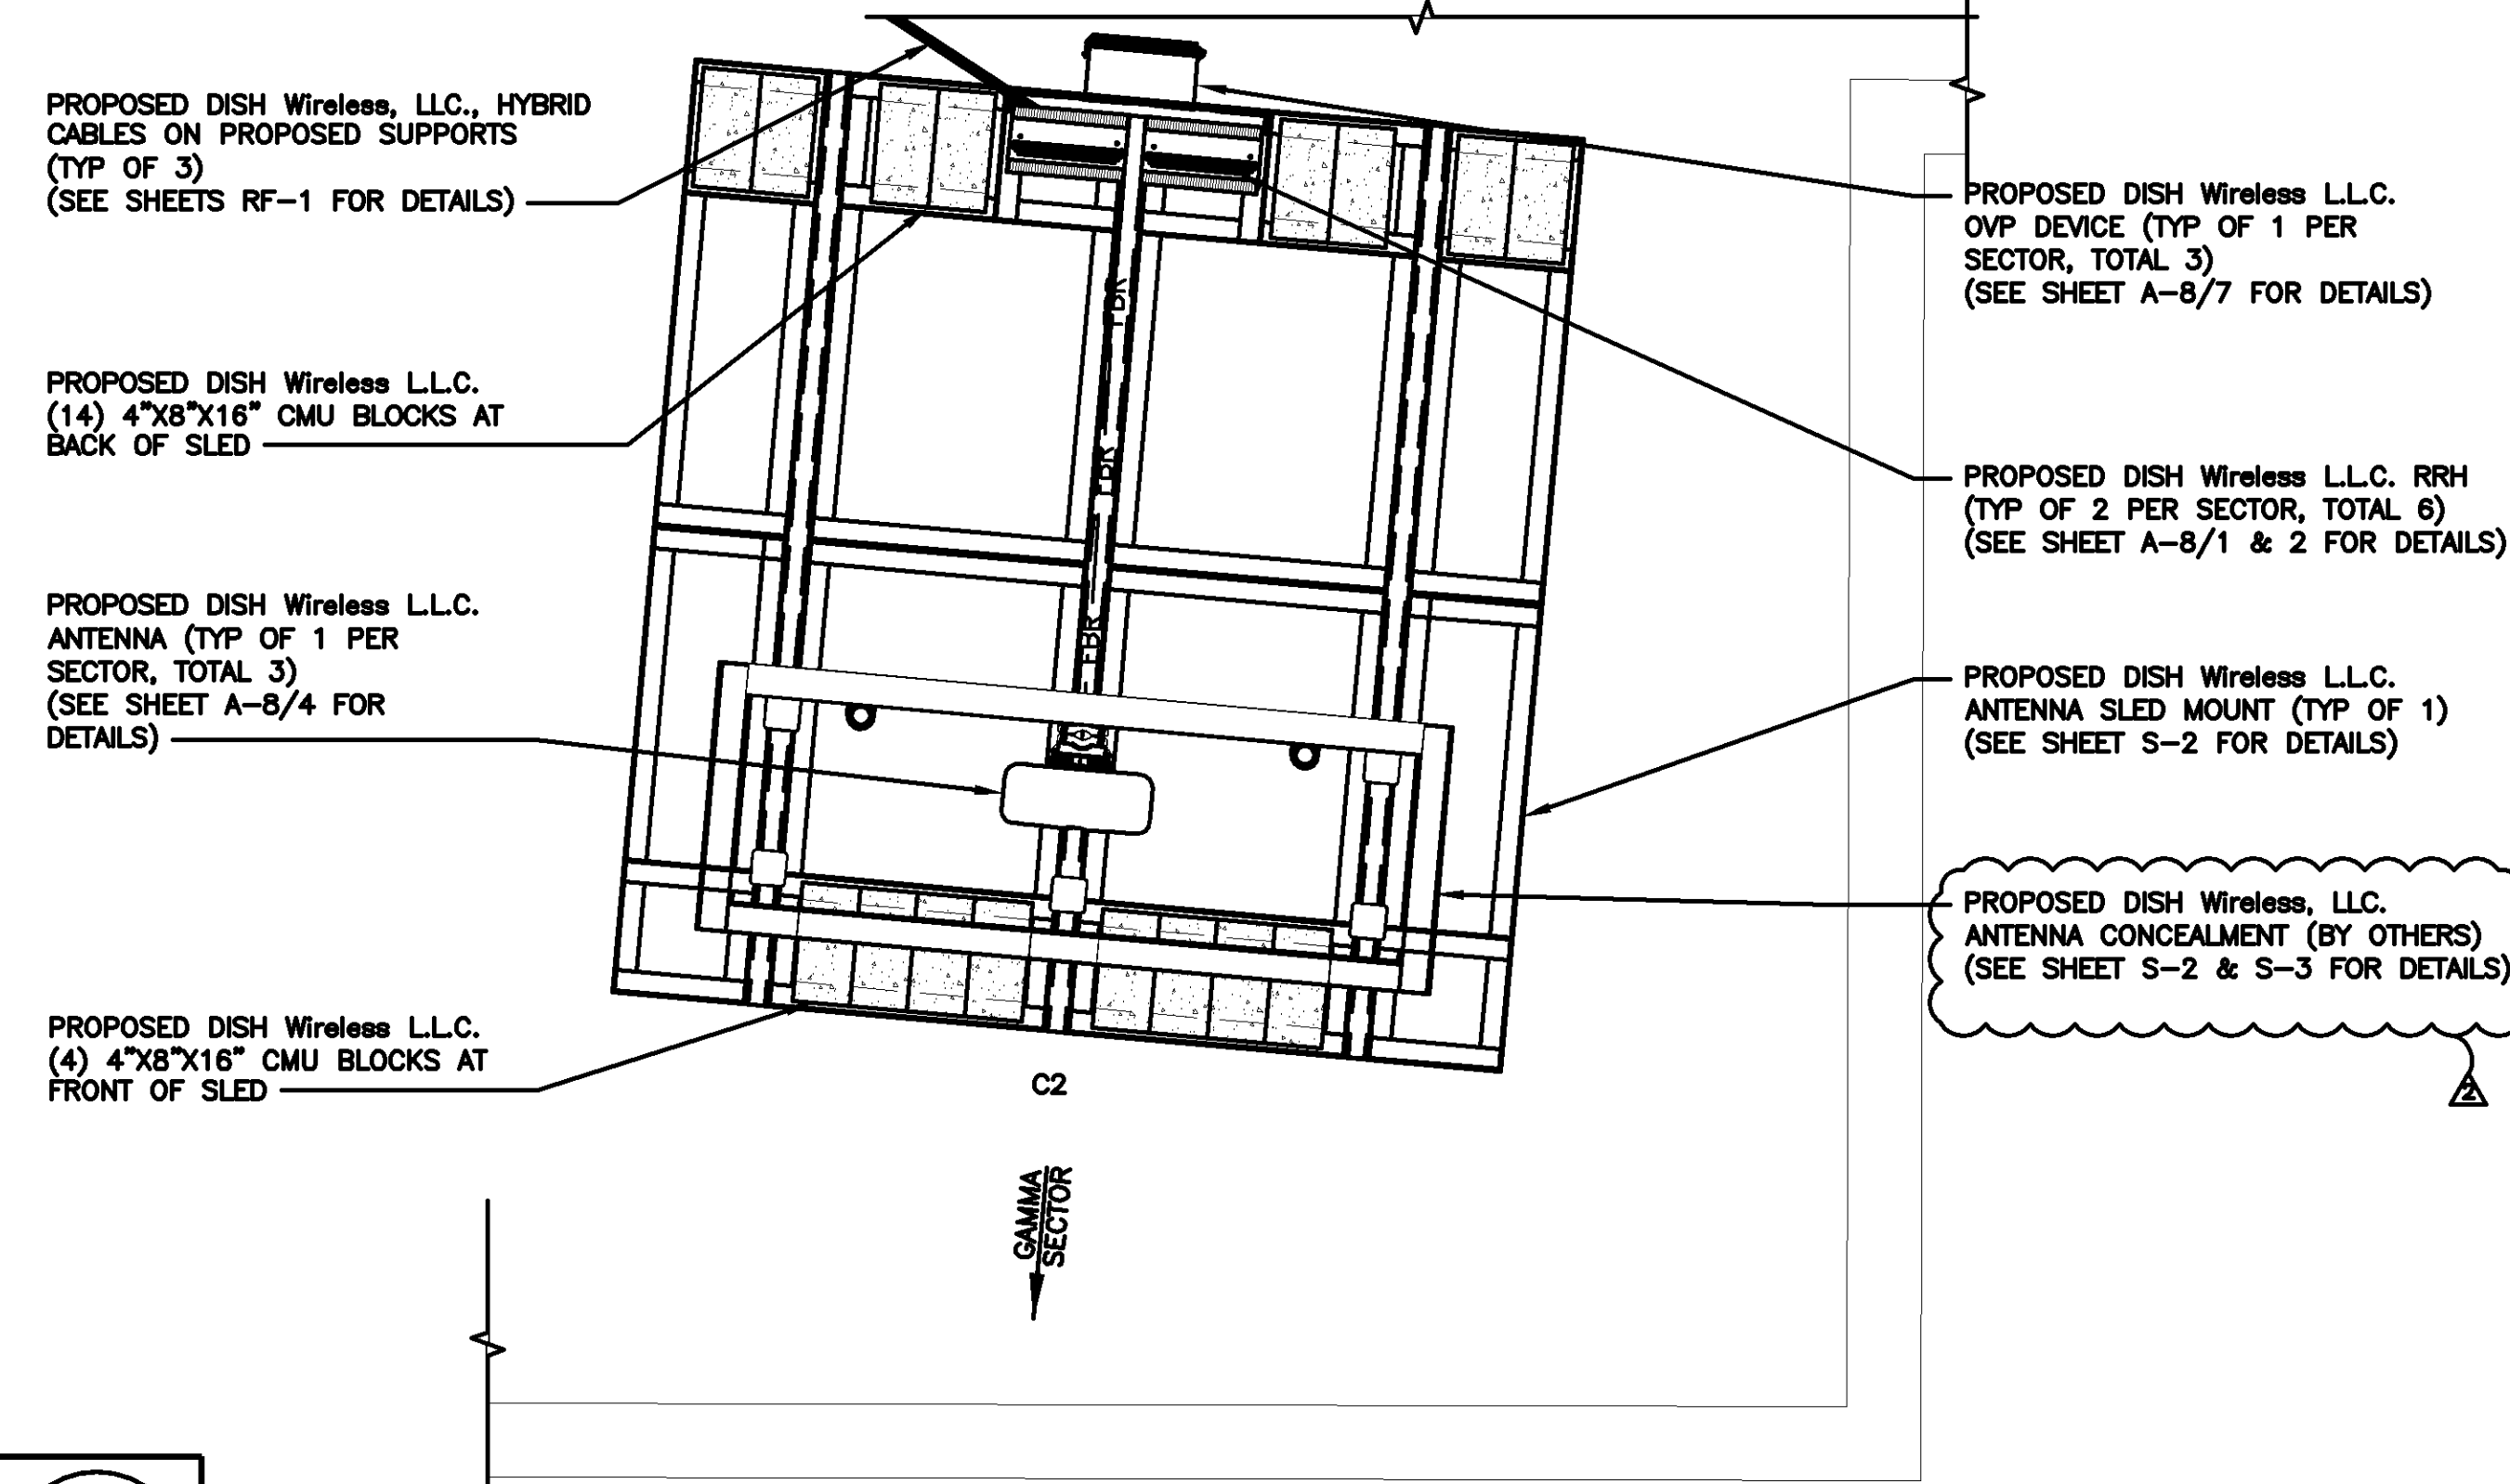 PROPOSED DISH Wireless, LLC., HYBRID
CABLES ON PROPOSED SUPPORTS
(TYP OF 3)
(SEE SHEETS RF-1 FOR DETAILS)
PROPOSED DISH Wireless L.L.C.
(14) 4"X8"X16" CMU BLOCKS AT
BACK OF SLED
PROPOSED DISH Wireless L.L.C.
ANTENNA (TYP OF 1 PER
SECTOR, TOTAL 3)
(SEE SHEET A-8/4 FOR
DETAILS)
PROPOSED DISH Wireless L.L.C.
(4) 4"X8"X16" CMU BLOCKS AT
FRONT OF SLED
FBR
FBR
FBR
C2
GAMMA
SECTOR
PROPOSED DISH Wireless L.L.C.
OVP DEVICE (TYP OF 1 PER
SECTOR, TOTAL 3)
(SEE SHEET A-8/7 FOR DETAILS)
PROPOSED DISH Wireless L.L.C. RRH
(TYP OF 2 PER SECTOR, TOTAL 6)
(SEE SHEET A-8/1 & 2 FOR DETAILS)
PROPOSED DISH Wireless L.L.C.
ANTENNA SLED MOUNT (TYP OF 1)
(SEE SHEET S-2 FOR DETAILS)
PROPOSED DISH Wireless, LLC.
ANTENNA CONCEALMENT (BY OTHERS)
(SEE SHEET S-2 & S-3 FOR DETAILS)
2